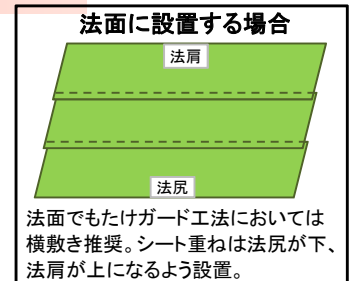 法面に設置する場合
法肩
法尻
法面でもたけガード工法においては
横敷き推奨。シート重ねは法尻が下、
法肩が上になるよう設置。